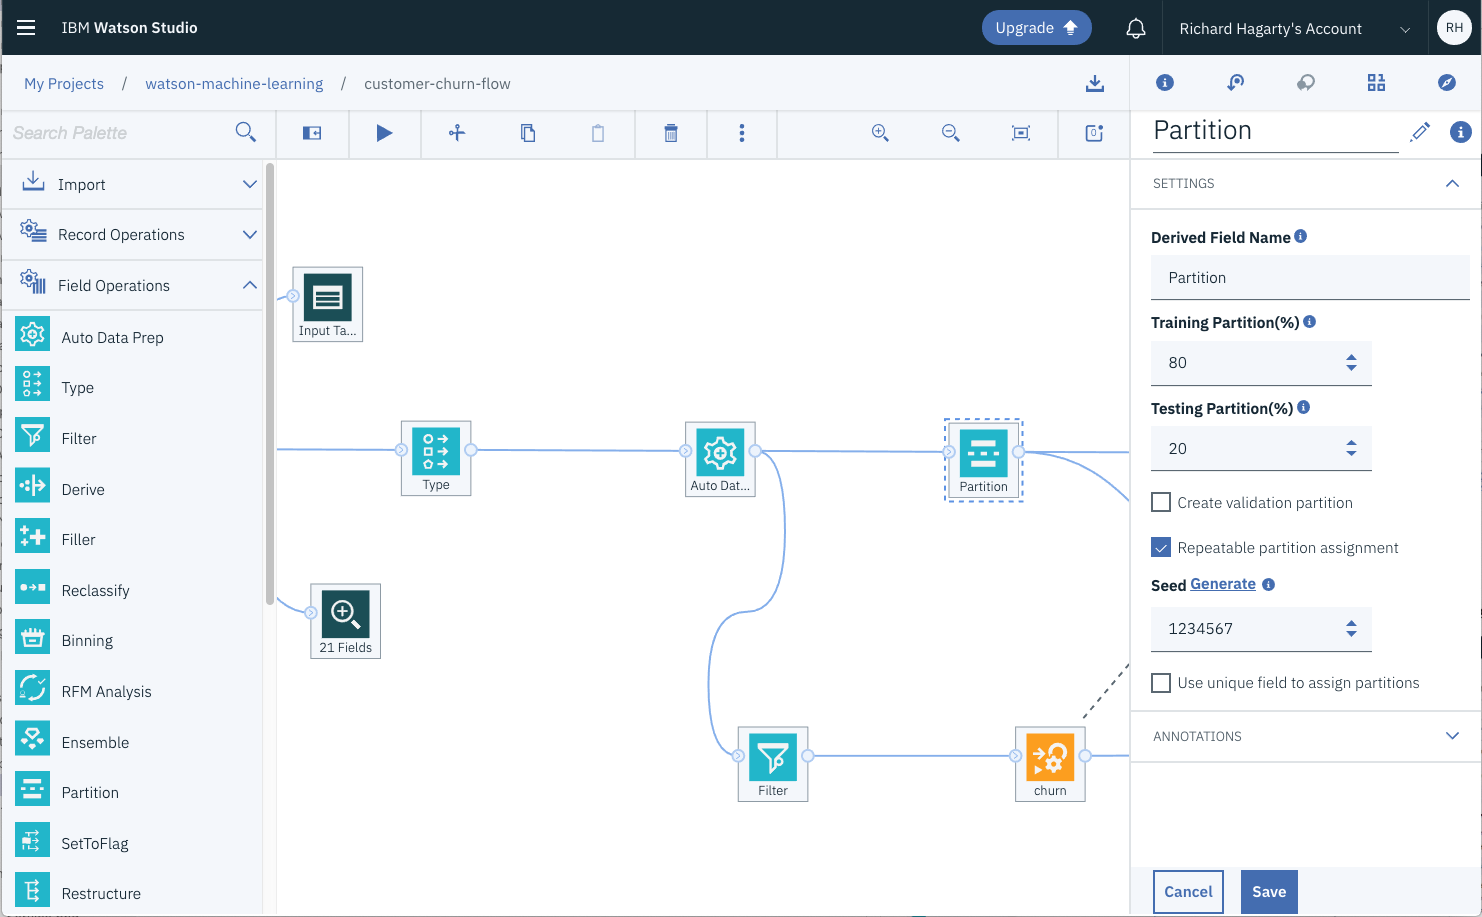 IBM Watson Studio
Upgrade
Richard Hagarty's Account
RH
My Projects / watson-machine-learning / customer-churn-flow
Search Palette
0
Partition
Import
Record Operations
Field Operations
Auto Data Prep
Type
Filter
Derive
Filler
Reclassify
Binning
RFM Analysis
Ensemble
Partition
SetToFlag
Restructure
Input Ta...
Type
Auto Dat...
Partition
21 Fields
Filter
churn
SETTINGS
Derived Field Name
Partition
Training Partition(%)
80
Testing Partition(%)
20
Create validation partition
Repeatable partition assignment
Seed Generate
1234567
Use unique field to assign partitions
ANNOTATIONS
Cancel
Save